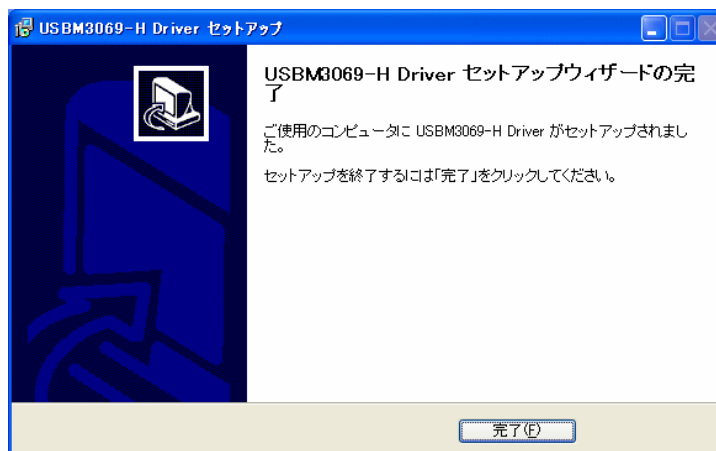 USBM3069-H Driver セットアップ
USBM3069-H Driver セットアップウィザードの完
了
ご使用のコンピュータに USBM3069-H Driver がセットアップされまし
た。
セットアップを終了するには「完了」をクリックしてください。
完了(F)